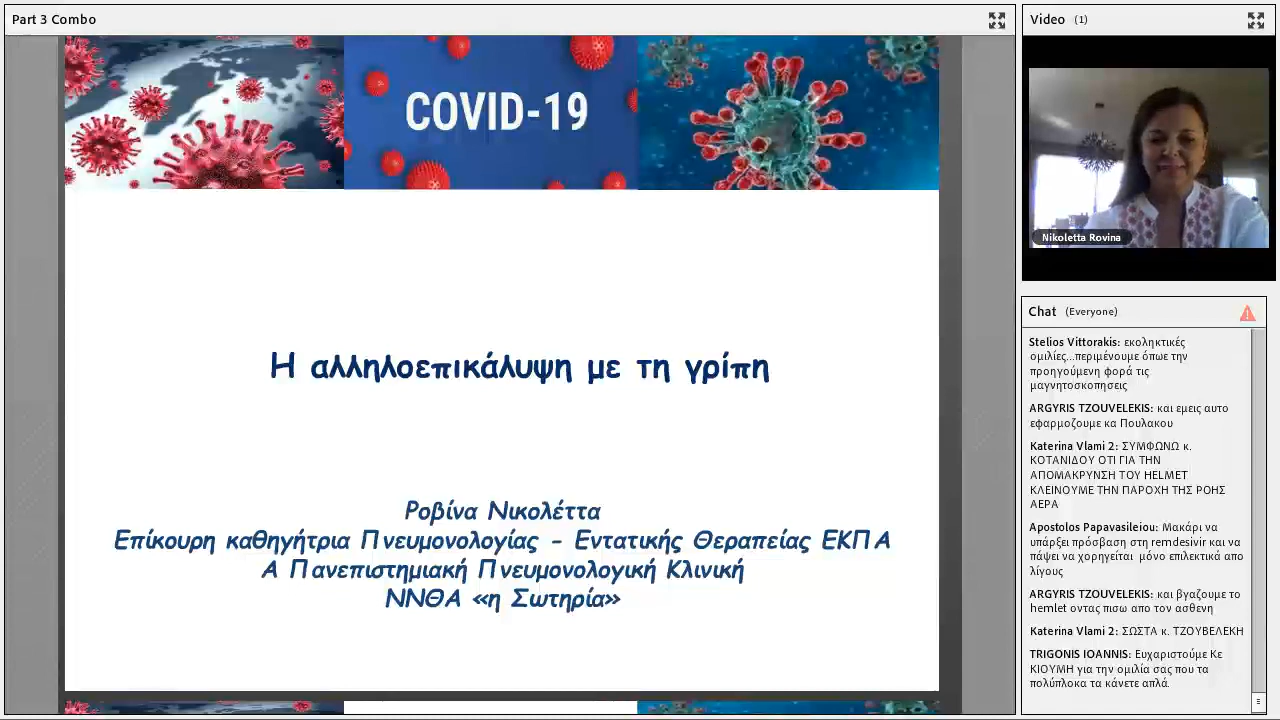 Part 3 Combo
COVID-19
Η αλληλοεπικάλυψη με τη γρίπη
Ροβίνα Νικολέττα
Επίκουρη καθηγήτρια Πνευμονολογίας - Εντατικής Θεραπείας ΕΚΠΑ
Α Πανεπιστημιακή Πνευμονολογική Κλινική
ΝΝΘΑ «η Σωτηρία»
Video (1)
Nikoletta Rovina
Chat (Everyone)
Stelios Vittorakis: εκοληκτικές
ομιλίες...περιμένουμε όπωε την
προηγούμενη φορά τις
μαγνητοσκοπησεις
ARGYRIS TZOUVELEKIS: και εμεις αυτο
εφαρμοζουμε κα Πουλακου
Katerina Vlami 2: ΣΥΜΦΩΝΩ κ.
ΚΟΤΑΝΙΔΟΥ ΟΤΙ ΓΙΑ ΤΗΝ
ΑΠΟΜΑΚΡΥΝΣΗ ΤΟΥ HELMET
ΚΛΕΙΝΟΥΜΕ ΤΗΝ ΠΑΡΟΧΗ ΤΗΣ ΡΟΗΣ
ΑΕΡΑ
Apostolos Papavasileiou: Μακάρι να
υπάρξει πρόσβαση στη remdesivir και να
πάψει να χορηγείται μόνο επιλεκτικά απο
λίγους
ARGYRIS TZOUVELEKIS: και βγαζουμε το
hemlet οντας πισω απο τον ασθενη
Katerina Vlami 2: ΣΩΣΤΑ κ. ΤΖΟΥΒΕΛΕΚΗ
TRIGONIS IOANNIS: Ευχαριστούμε Κε
ΚΙΟΥΜΗ για την ομιλία σας που τα
πολύπλοκα τα κάνετε απλά.